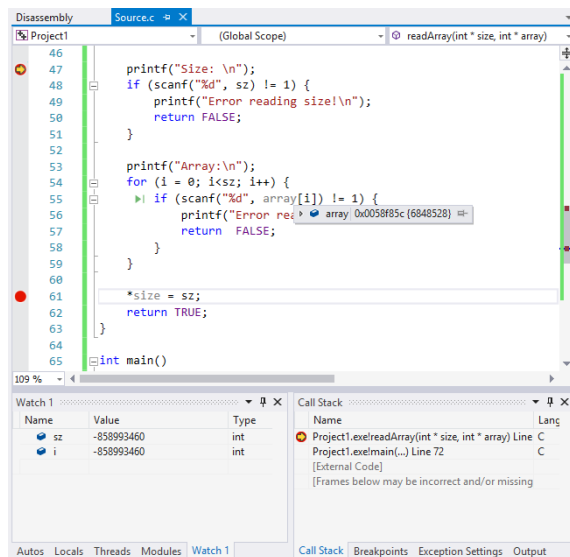 Disassembly Source.c
Project1 (Global Scope) readArray(int * size, int * array)
46
47 printf("Size: \n");
48 if (scanf("%d", sz) != 1) {
49 printf("Error reading size!\n");
50 return FALSE;
51 }
52
53 printf("Array:\n");
54 for (i = 0; i<sz; i++) {
55 if (scanf("%d", array[i]) != 1) {
56 printf("Error rea array 0x0058f85c {6848528}
57 return FALSE;
58 }
59 }
60
61 *size = sz;
62 return TRUE;
63 }
64
65 int main()
109 %
Watch 1 Call Stack
Name Value Type Name Lang
sz -858993460 int Project1.exe!readArray(int * size, int * array) Line C
i -858993460 int Project1.exe!main(...) Line 72 C
[External Code]
[Frames below may be incorrect and/or missing
Autos Locals Threads Modules Watch 1 Call Stack Breakpoints Exception Settings Output